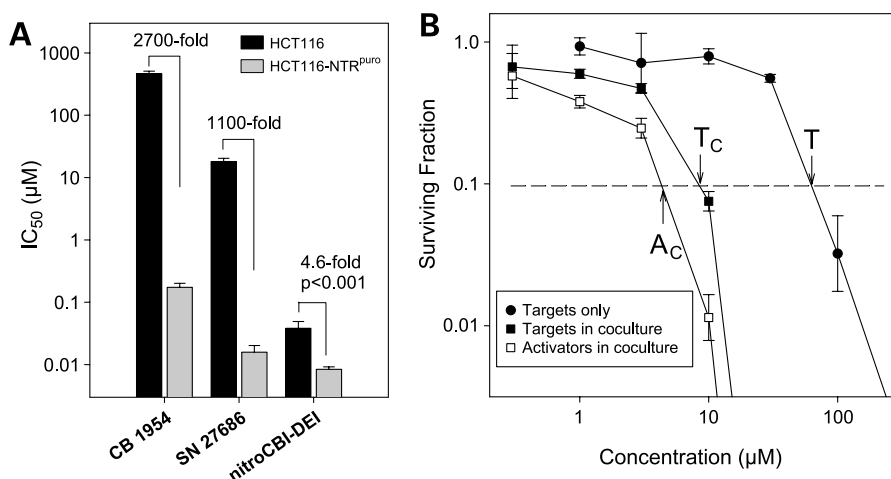 A
1000
100
10
1
0.1
0.01
IC50 (µM)
2700-fold
1100-fold
4.6-fold
p<0.001
HCT116
HCT116-NTRpuro
CB 1954
SN 27686
nitroCBI-DEI
B
1.0
0.1
0.01
Surviving Fraction
TC
T
AC
Targets only
Targets in coculture
Activators in coculture
1
10
100
Concentration (µM)